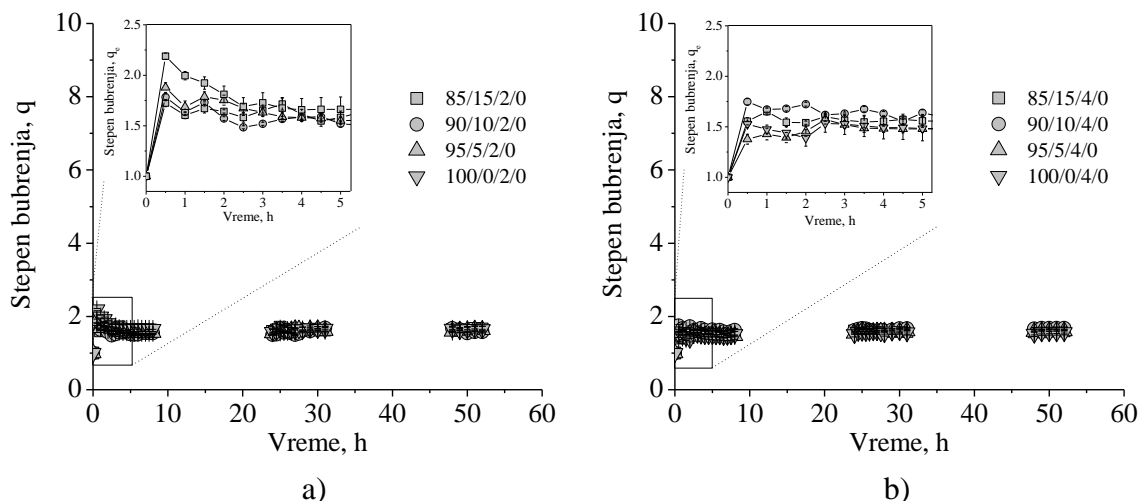 10
8
6
4
2
0
Stepen bubrenja, q
2.5
2.0
1.5
1.0
Stepen bubrenja, qe
0 1 2 3 4 5
Vreme, h
85/15/2/0
90/10/2/0
95/5/2/0
100/0/2/0
0 10 20 30 40 50 60
Vreme, h
a)
10
8
6
4
2
0
Stepen bubrenja, q
2.5
2.0
1.5
1.0
Stepen bubrenja, qe
0 1 2 3 4 5
Vreme, h
85/15/4/0
90/10/4/0
95/5/4/0
100/0/4/0
0 10 20 30 40 50 60
Vreme, h
b)